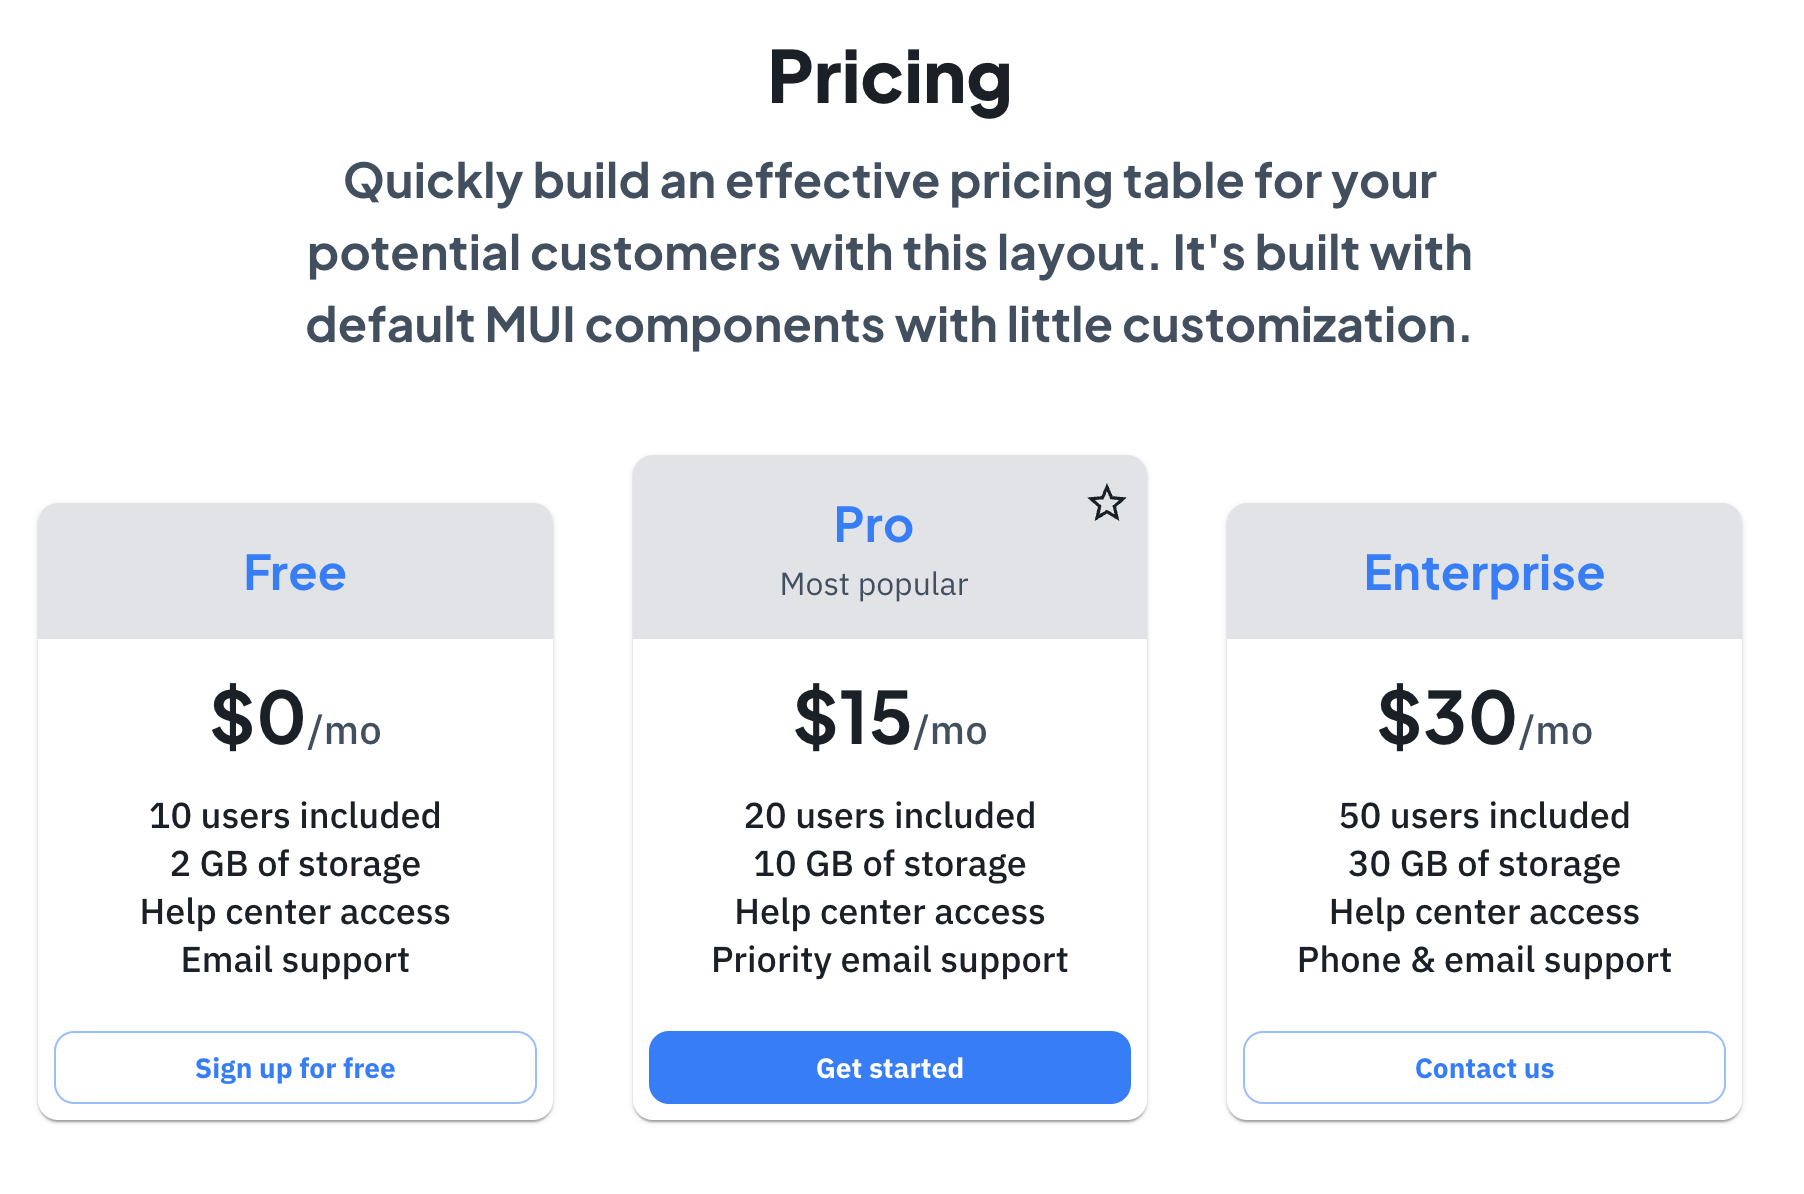 Pricing
Quickly build an effective pricing table for your
potential customers with this layout. It's built with
default MUI components with little customization.
Free
$0/mo
10 users included
2 GB of storage
Help center access
Email support
Sign up for free
Pro
Most popular
$15/mo
20 users included
10 GB of storage
Help center access
Priority email support
Get started
Enterprise
$30/mo
50 users included
30 GB of storage
Help center access
Phone & email support
Contact us